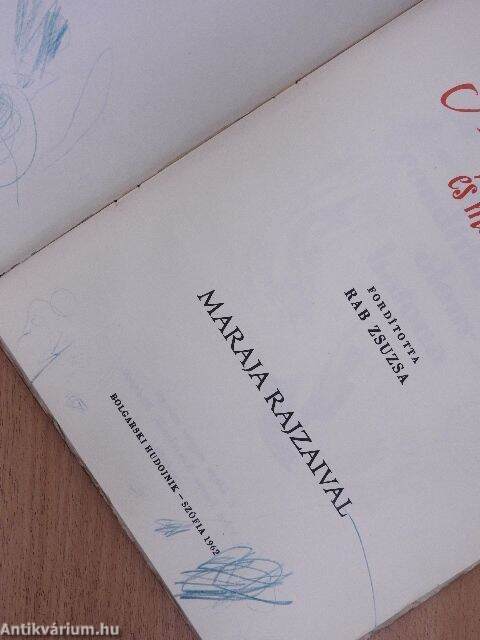 és
FORDÍTOTTA
RAB ZSUZSA
MARAJA RAJZAIVAL
BOLGARSKI HUDOJNIK — SZÓFIA 1962
Antikvárium.hu